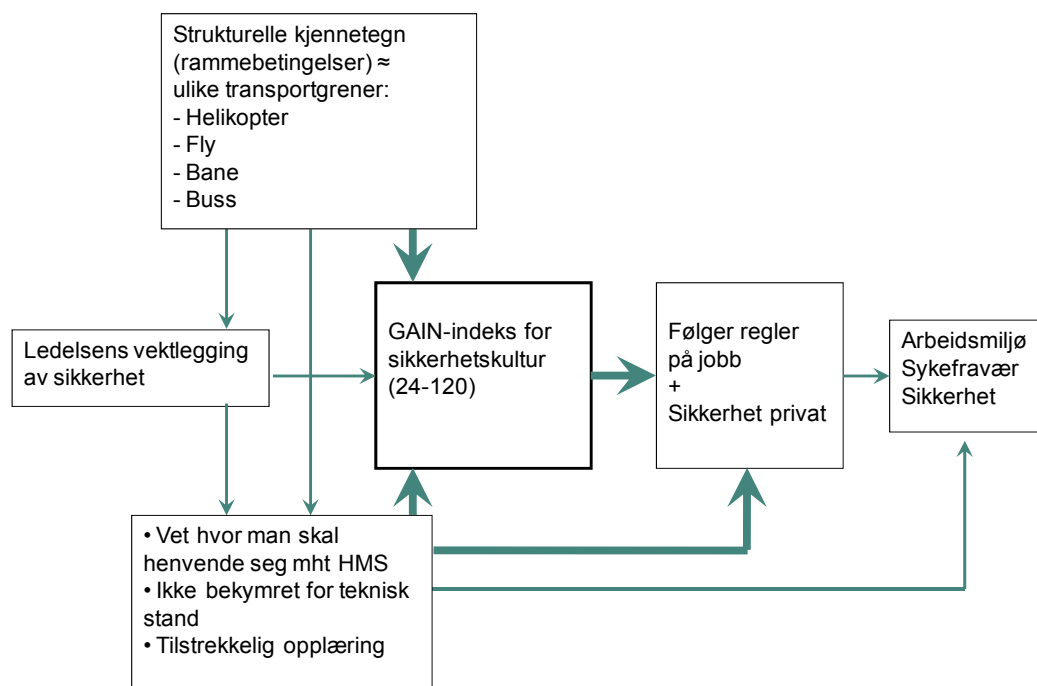 Strukturelle kjennetegn
(rammebetingelser) ≈
ulike transportgrener:
- Helikopter
- Fly
- Bane
- Buss
Ledelsens vektlegging
av sikkerhet
GAIN-indeks for
sikkerhetskultur
(24-120)
Følger regler
på jobb
+
Sikkerhet privat
Arbeidsmiljø
Sykefravær
Sikkerhet
• Vet hvor man skal
henvende seg mht HMS
• Ikke bekymret for teknisk
stand
• Tilstrekkelig opplæring